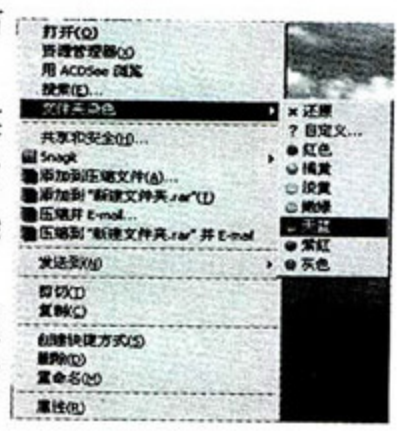 打开(O)
资源管理器(X)
用 ACDSee 浏览
搜索(E)...
文件夹染色
共享和安全(H)...
SnagIt
添加到压缩文件(A)...
添加到 "新建文件夹.rar"(T)
压缩并 E-mail...
压缩到 "新建文件夹.rar" 并 E-mail
发送到(N)
剪切(T)
复制(C)
创建快捷方式(S)
删除(D)
重命名(M)
属性(R)
× 还原
? 自定义...
红色
橘黄
淡黄
嫩绿
天蓝
紫红
灰色